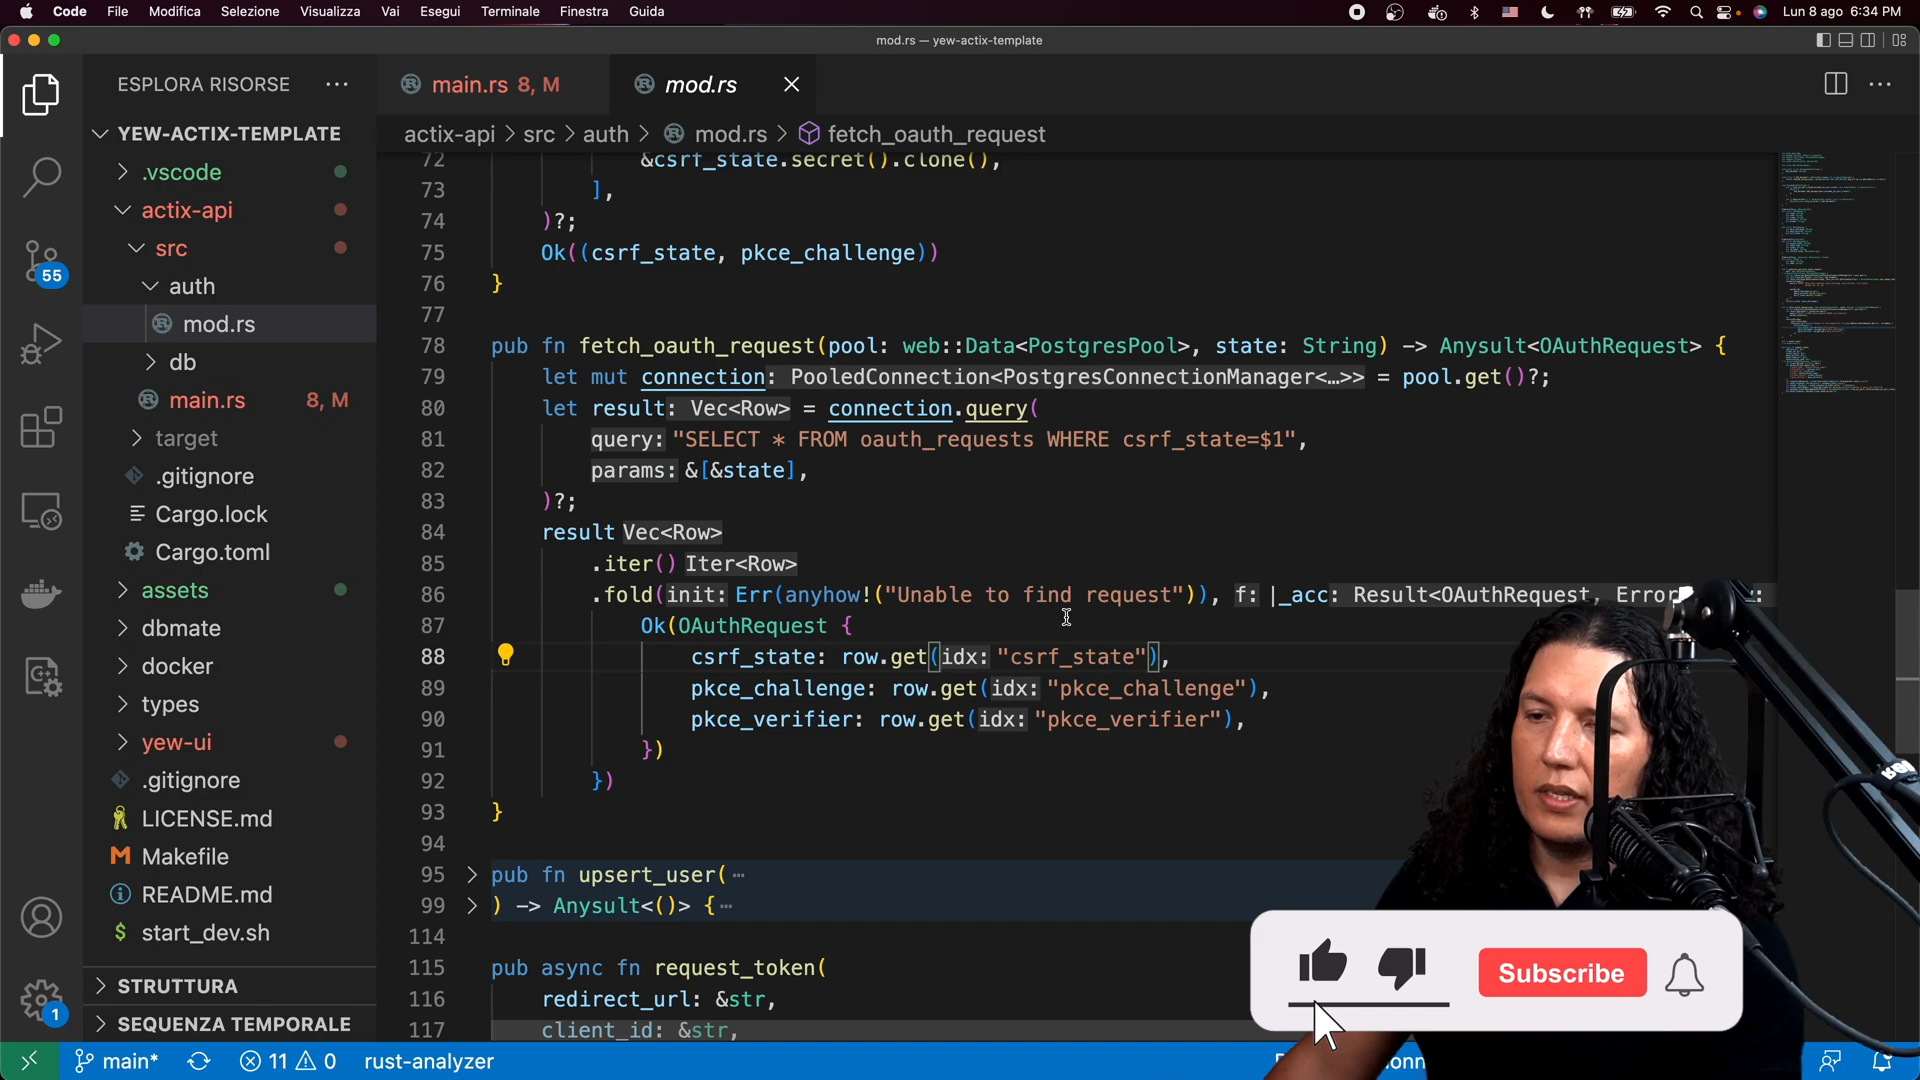 Code File Modifica Selezione Visualizza Vai Esegui Terminale Finestra Guida Lun 8 ago 6:34 PM
mod.rs — yew-actix-template
ESPLORA RISORSE
YEW-ACTIX-TEMPLATE
.vscode
actix-api
src
auth
mod.rs
db
main.rs 8, M
target
.gitignore
Cargo.lock
Cargo.toml
assets
dbmate
docker
types
yew-ui
.gitignore
LICENSE.md
Makefile
README.md
start_dev.sh
STRUTTURA
SEQUENZA TEMPORALE
55
1
main.rs 8, M mod.rs
actix-api > src > auth > mod.rs > fetch_oauth_request
72 &csrf_state.secret().clone(),
73 ],
74 )?;
75 Ok((csrf_state, pkce_challenge))
76 }
77
78 pub fn fetch_oauth_request(pool: web::Data<PostgresPool>, state: String) -> Anysult<OAuthRequest> {
79 let mut connection: PooledConnection<PostgresConnectionManager<…>> = pool.get()?;
80 let result: Vec<Row> = connection.query(
81 query: "SELECT * FROM oauth_requests WHERE csrf_state=$1",
82 params: &[&state],
83 )?;
84 result Vec<Row>
85 .iter() Iter<Row>
86 .fold(init: Err(anyhow!("Unable to find request")), f: |_acc: Result<OAuthRequest, Error
87 Ok(OAuthRequest {
88 csrf_state: row.get(idx: "csrf_state"),
89 pkce_challenge: row.get(idx: "pkce_challenge"),
90 pkce_verifier: row.get(idx: "pkce_verifier"),
91 })
92 })
93 }
94
95 pub fn upsert_user( …
99 ) -> Anysult<()> { …
114
115 pub async fn request_token(
116 redirect_url: &str,
117 client_id: &str,
Subscribe
main* 11 0 rust-analyzer